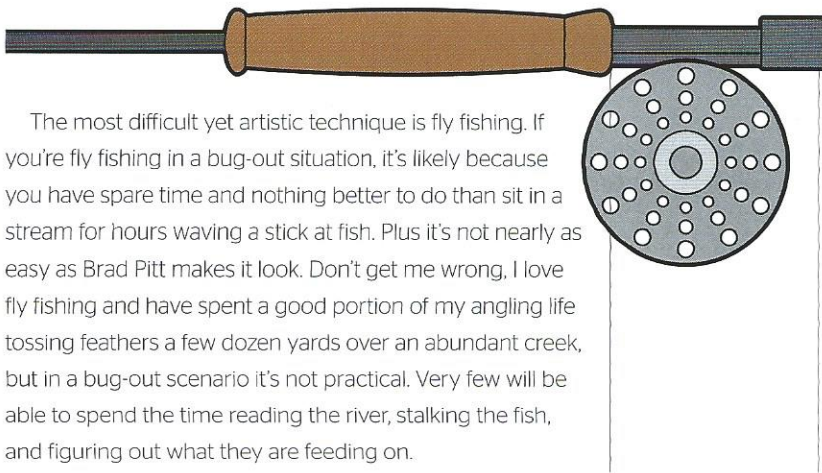 The most difficult yet artistic technique is fly fishing. If
you're fly fishing in a bug-out situation, it's likely because
you have spare time and nothing better to do than sit in a
stream for hours waving a stick at fish. Plus it's not nearly as
easy as Brad Pitt makes it look. Don't get me wrong, I love
fly fishing and have spent a good portion of my angling life
tossing feathers a few dozen yards over an abundant creek,
but in a bug-out scenario it's not practical. Very few will be
able to spend the time reading the river, stalking the fish,
and figuring out what they are feeding on.